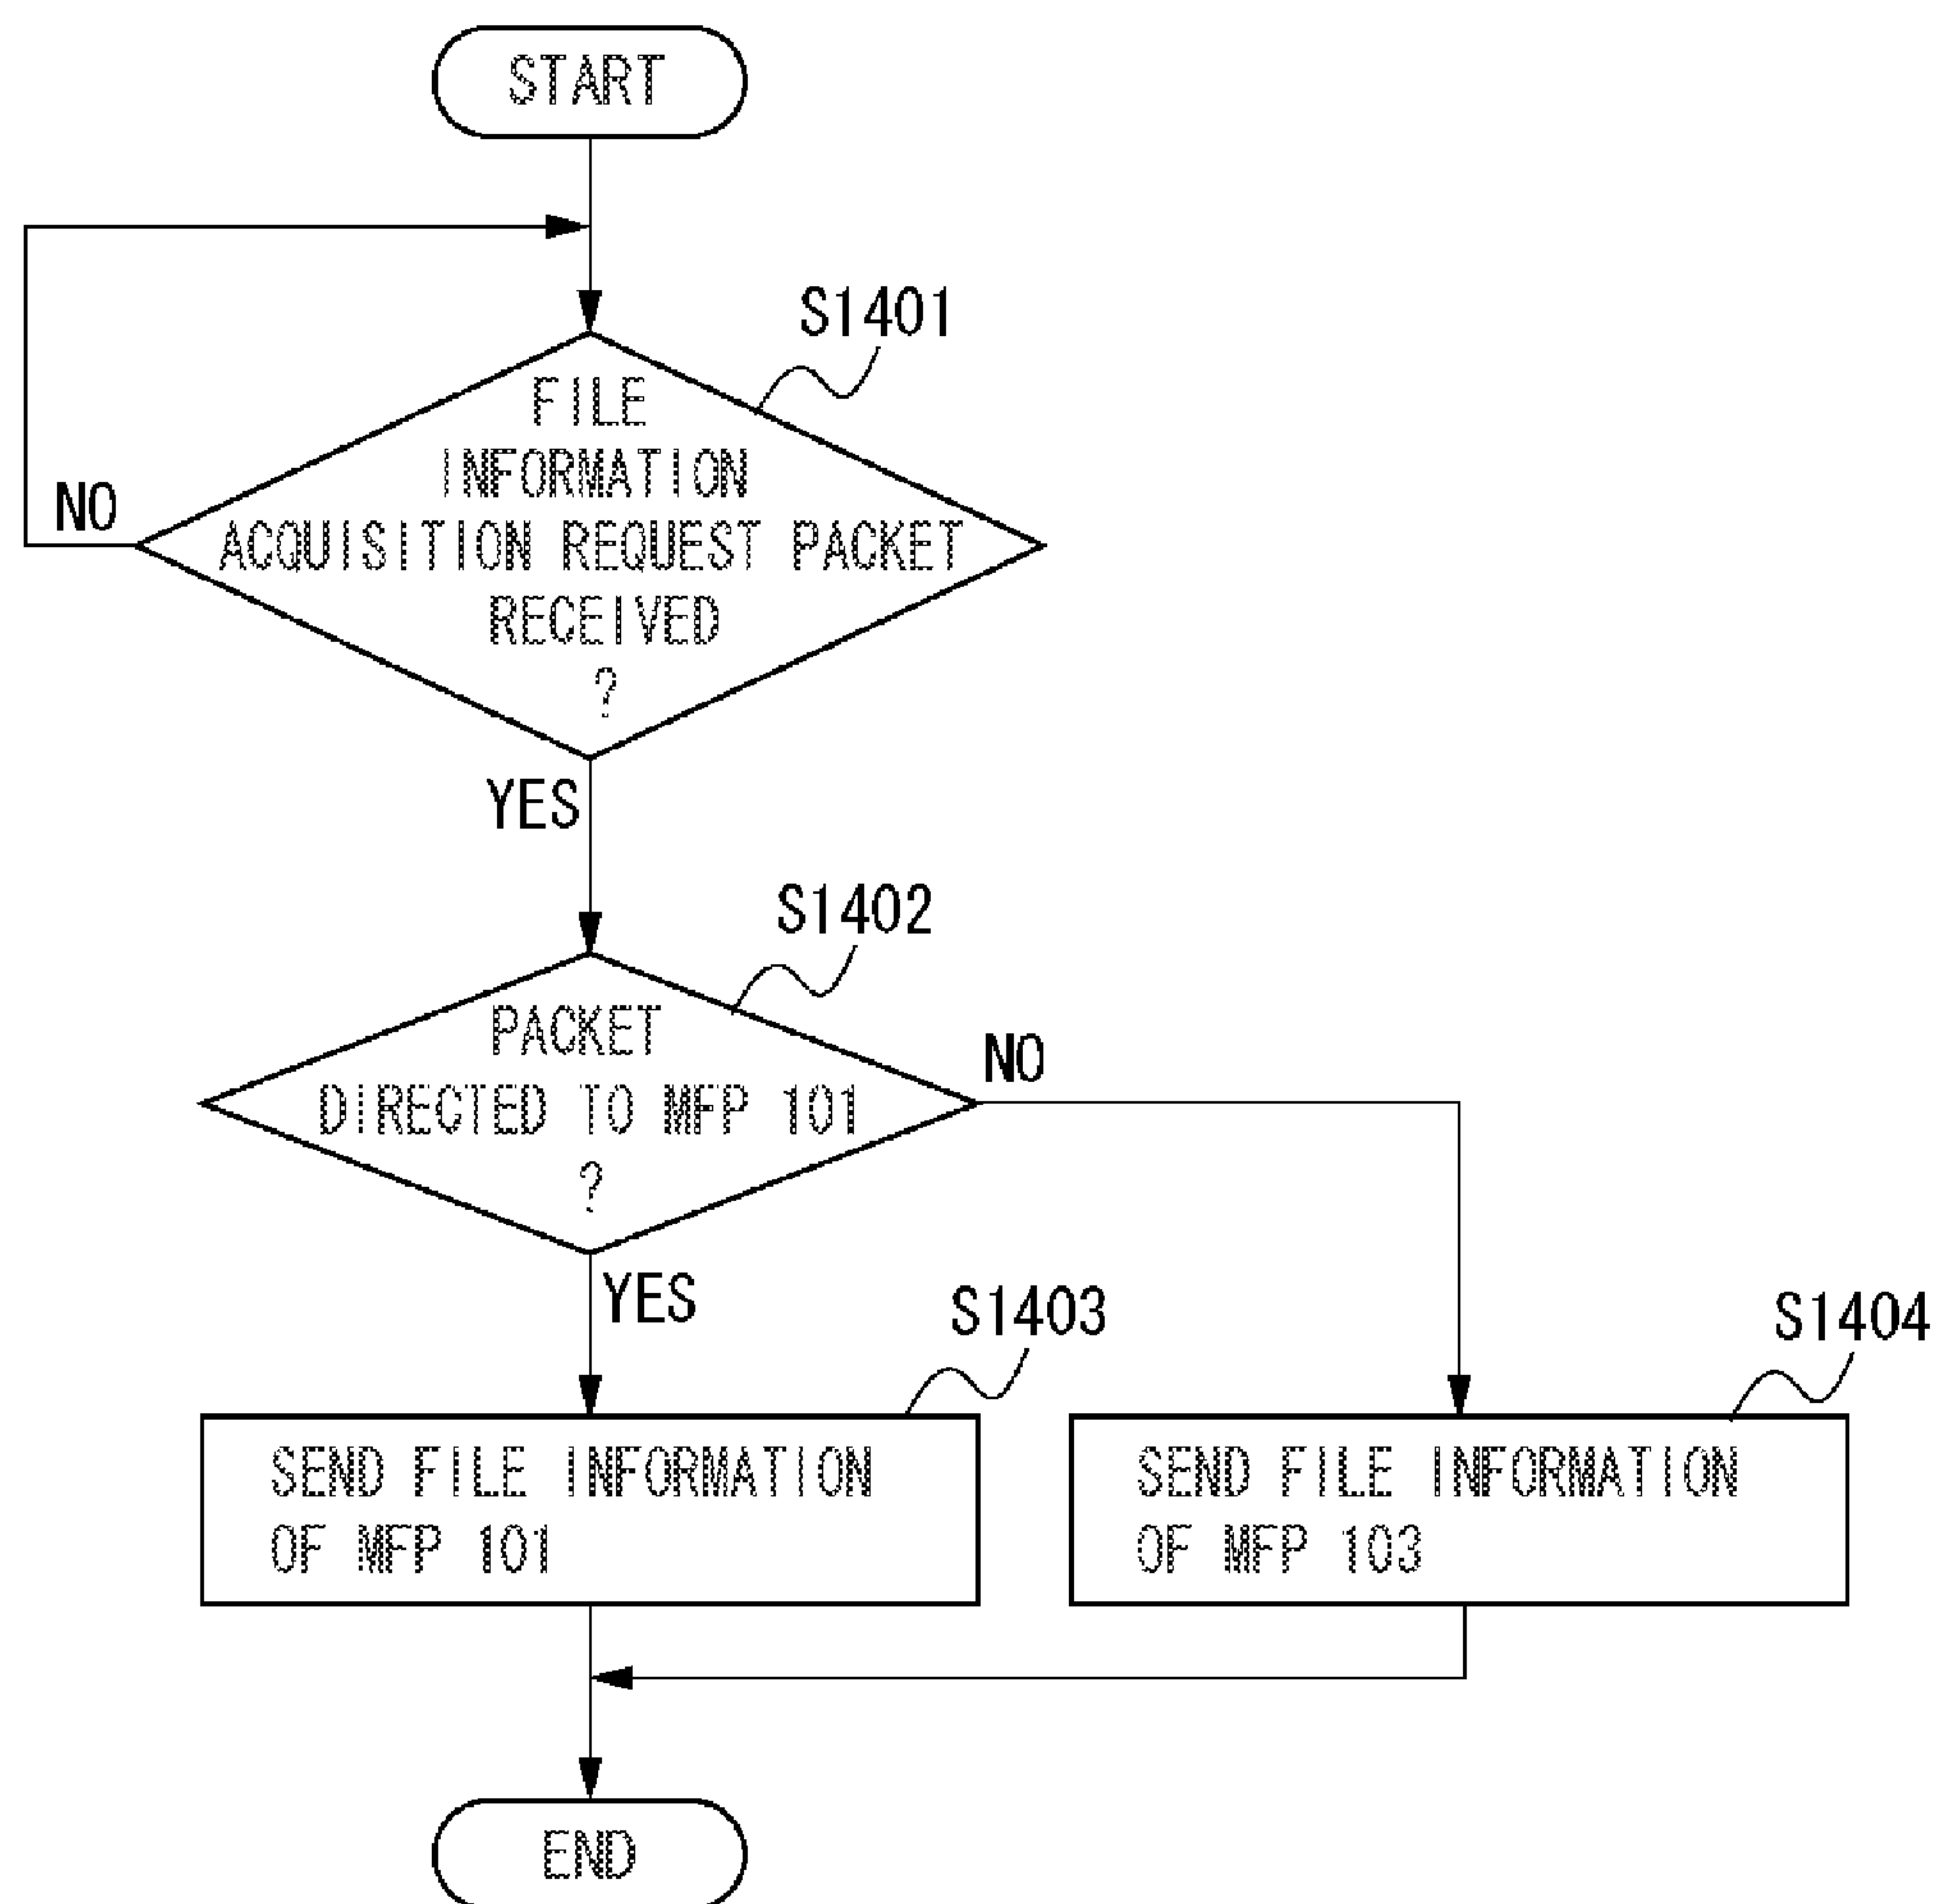 START
S1401
FILE
INFORMATION
ACQUISITION REQUEST PACKET
RECEIVED
?
NO
YES
S1402
PACKET
DIRECTED TO MFP 101
?
NO
YES
S1403
SEND FILE INFORMATION
OF MFP 101
S1404
SEND FILE INFORMATION
OF MFP 103
END